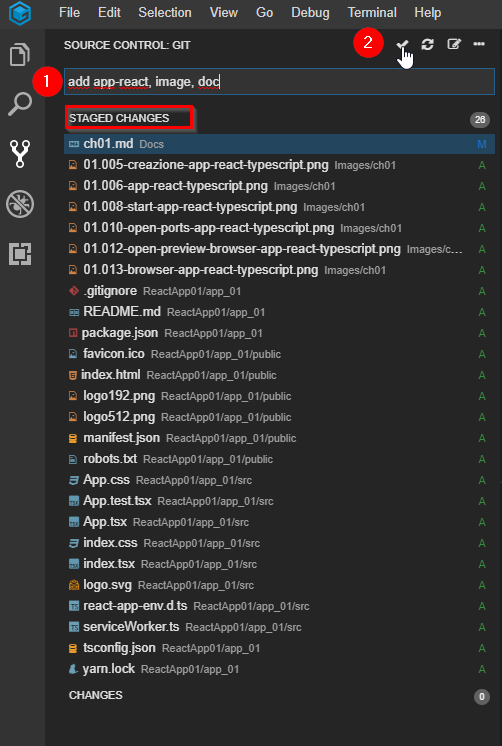 File Edit Selection View Go Debug Terminal Help
SOURCE CONTROL: GIT
2
1
add app-react, image, doc
STAGED CHANGES 26
ch01.md Docs M
01.005-creazione-app-react-typescript.png Images/ch01 A
01.006-app-react-typescript.png Images/ch01 A
01.008-start-app-react-typescript.png Images/ch01 A
01.010-open-ports-app-react-typescript.png Images/ch01 A
01.012-open-preview-browser-app-react-typescript.png Images/c... A
01.013-browser-app-react-typescript.png Images/ch01 A
.gitignore ReactApp01/app_01 A
README.md ReactApp01/app_01 A
package.json ReactApp01/app_01 A
favicon.ico ReactApp01/app_01/public A
index.html ReactApp01/app_01/public A
logo192.png ReactApp01/app_01/public A
logo512.png ReactApp01/app_01/public A
manifest.json ReactApp01/app_01/public A
robots.txt ReactApp01/app_01/public A
App.css ReactApp01/app_01/src A
App.test.tsx ReactApp01/app_01/src A
App.tsx ReactApp01/app_01/src A
index.css ReactApp01/app_01/src A
index.tsx ReactApp01/app_01/src A
logo.svg ReactApp01/app_01/src A
TS react-app-env.d.ts ReactApp01/app_01/src A
TS serviceWorker.ts ReactApp01/app_01/src A
tsconfig.json ReactApp01/app_01 A
yarn.lock ReactApp01/app_01 A
CHANGES 0